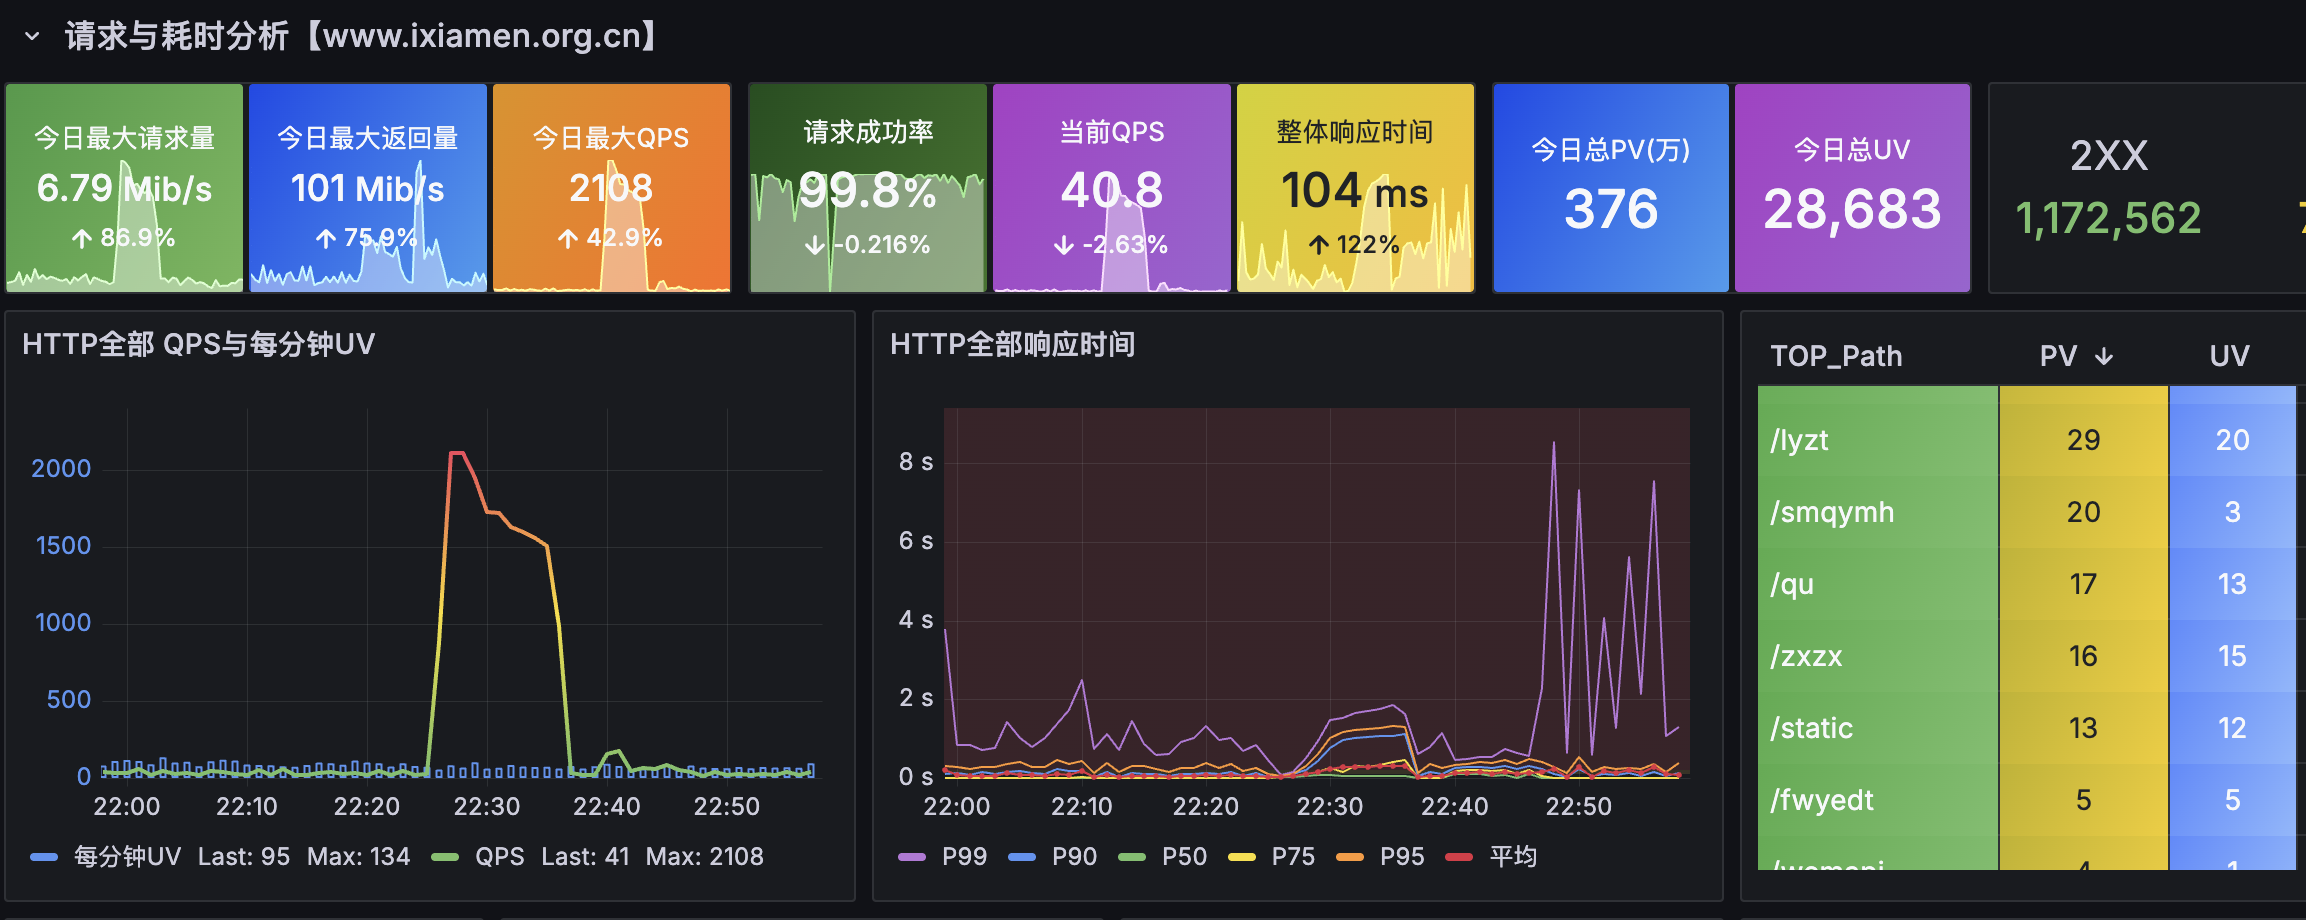 请求与耗时分析【www.ixiamen.org.cn】
今日最大请求量
6.79 Mib/s
86.9%
今日最大返回量
101 Mib/s
75.9%
今日最大QPS
2108
42.9%
请求成功率
99.8%
-0.216%
当前QPS
40.8
-2.63%
整体响应时间
104 ms
122%
今日总PV(万)
376
今日总UV
28,683
2XX
1,172,562
HTTP全部 QPS与每分钟UV
2000
1500
1000
500
0
22:00 22:10 22:20 22:30 22:40 22:50
每分钟UV Last: 95 Max: 134 QPS Last: 41 Max: 2108
HTTP全部响应时间
8 s
6 s
4 s
2 s
0 s
22:00 22:10 22:20 22:30 22:40 22:50
P99 P90 P50 P75 P95 平均
TOP_Path PV UV
/lyzt 29 20
/smqymh 20 3
/qu 17 13
/zxzx 16 15
/static 13 12
/fwyedt 5 5